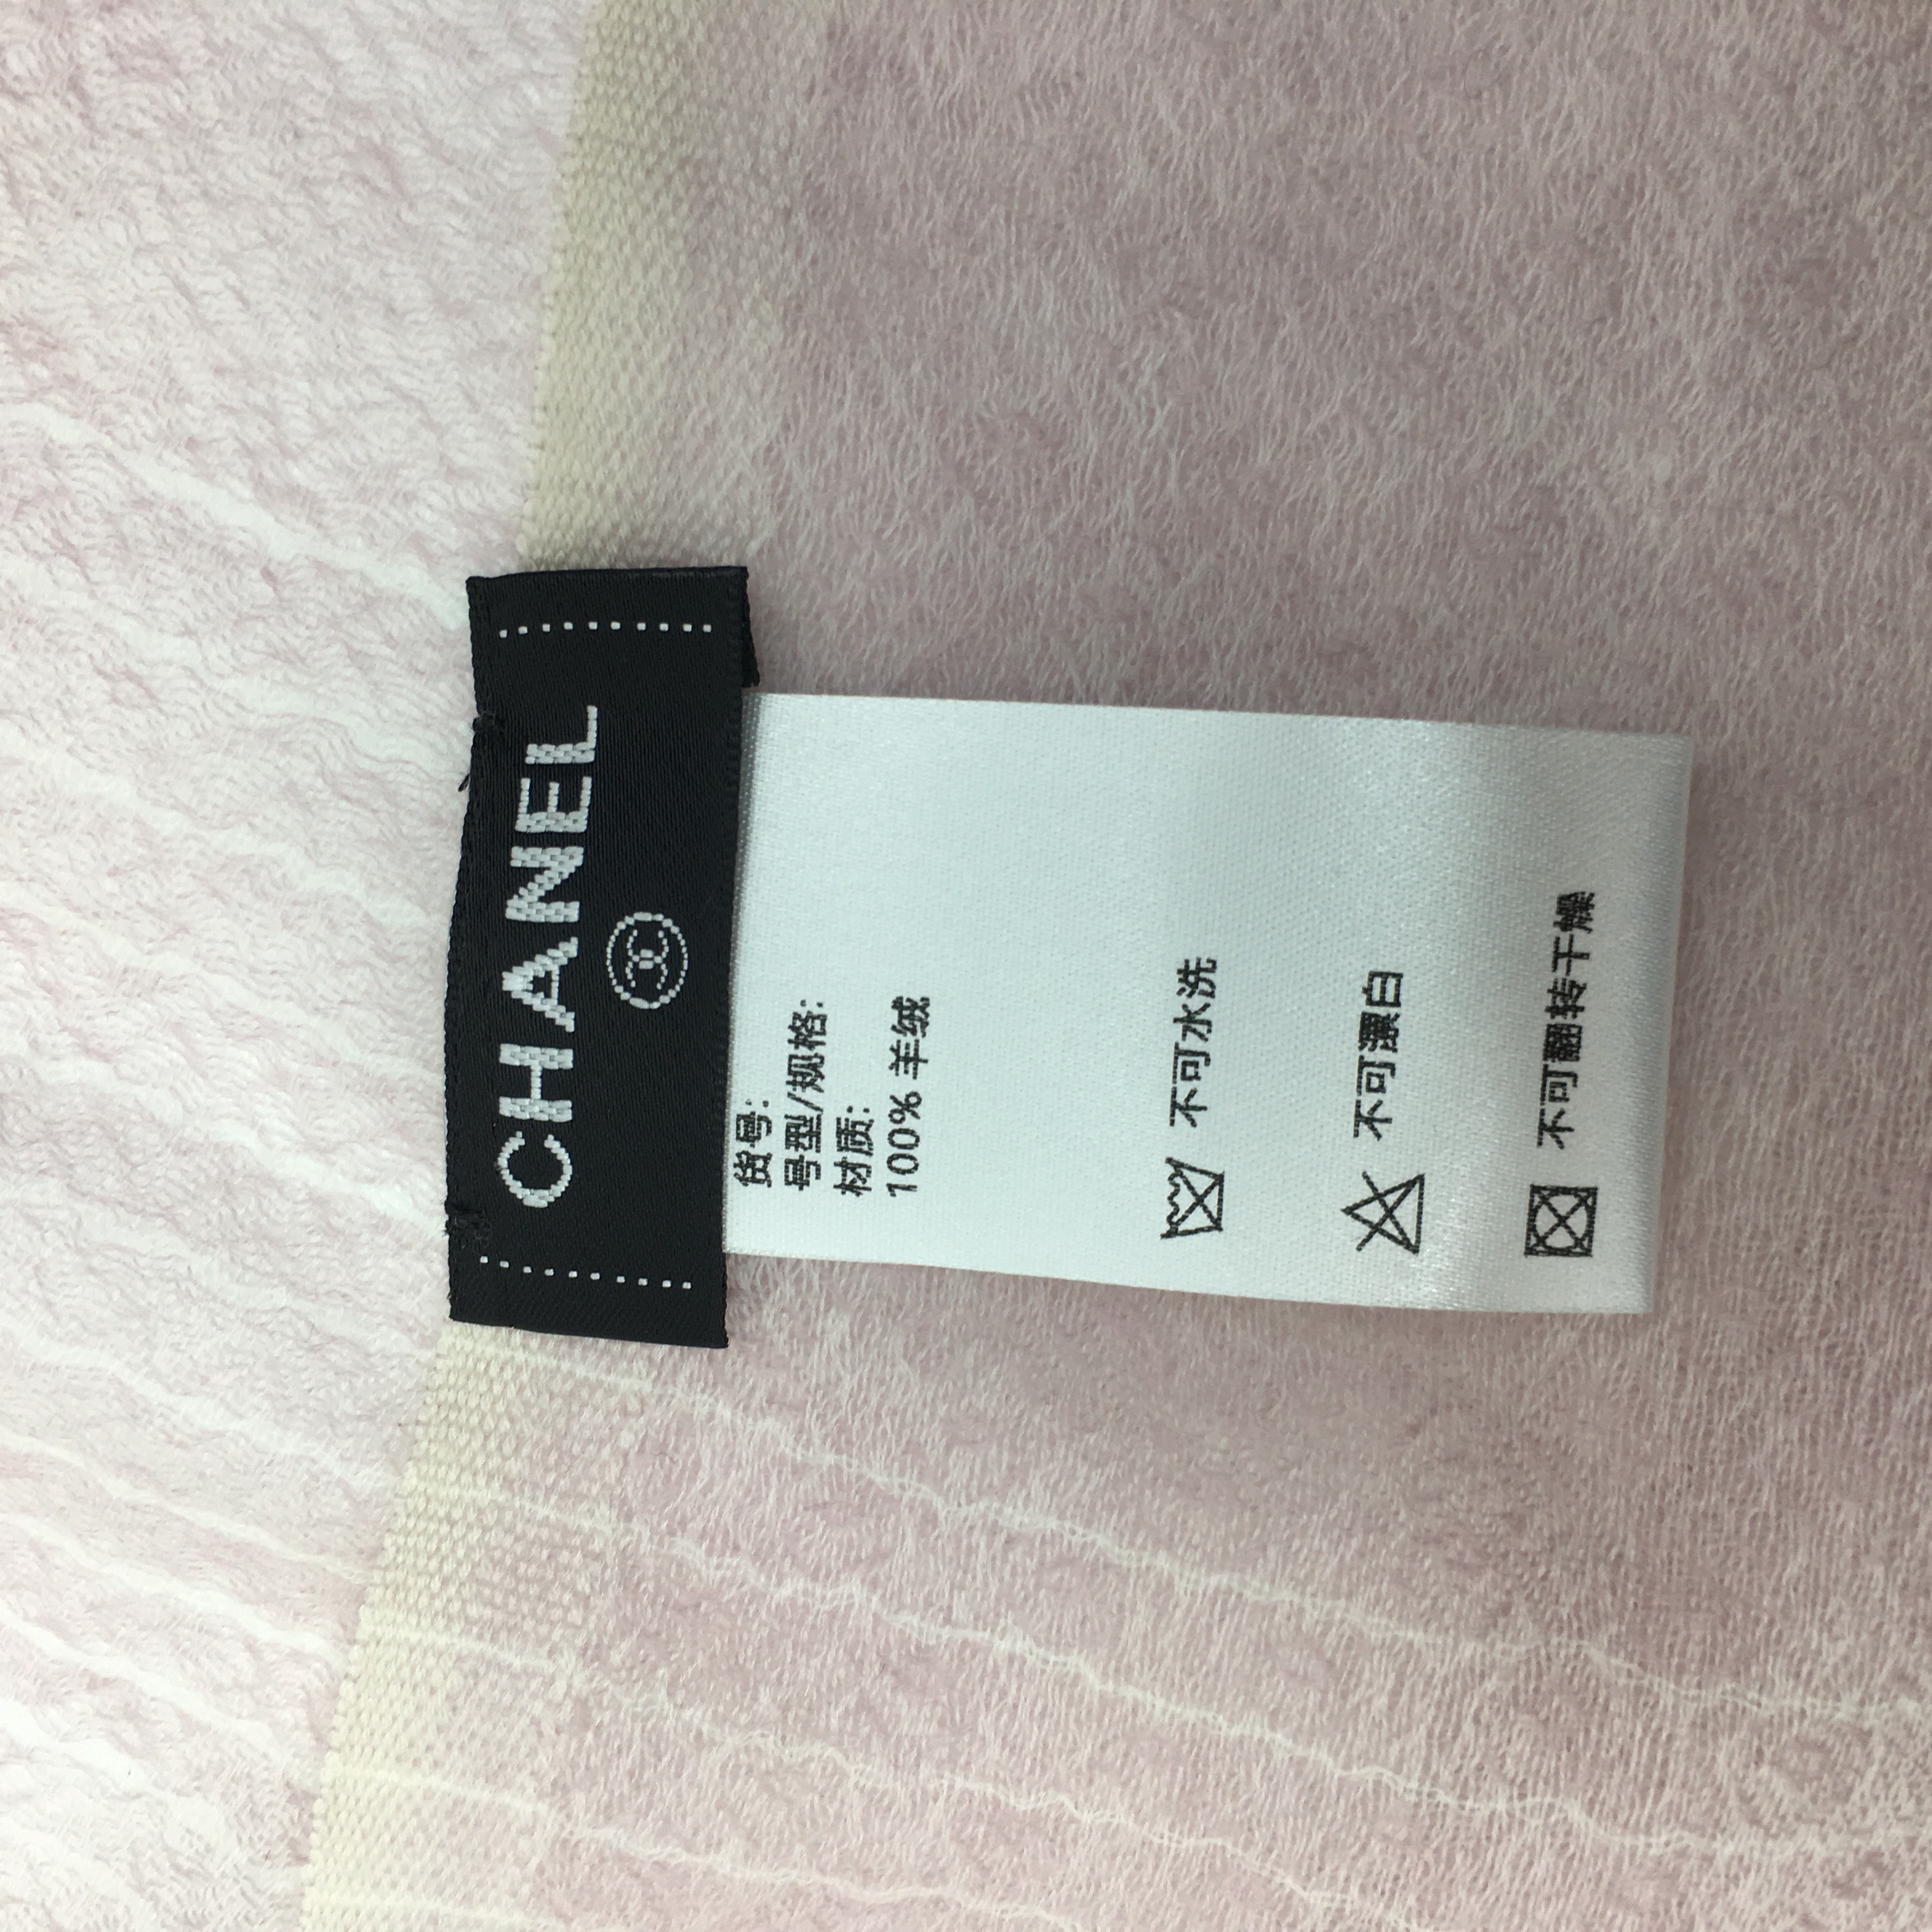 CHANEL
货号:
号型/规格:
材质:
100% 羊绒
不可水洗
不可漂白
不可翻转干燥